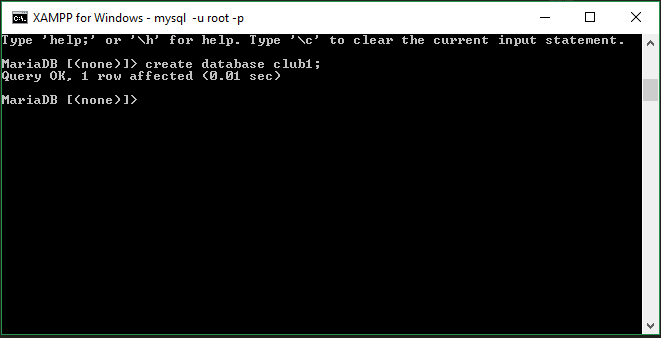 XAMPP for Windows - mysql  -u root -p
Type 'help;' or '\h' for help. Type '\c' to clear the current input statement.
MariaDB [(none)]> create database club1;
Query OK, 1 row affected (0.01 sec)
MariaDB [(none)]>